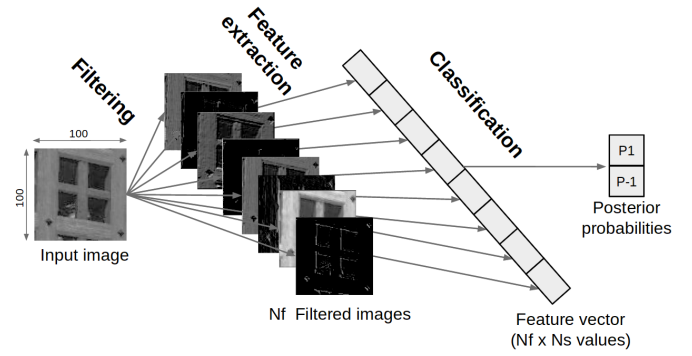 Filtering
Feature
extraction
Classification
100
100
Input image
Nf Filtered images
P1
P-1
Posterior
probabilities
Feature vector
(Nf x Ns values)